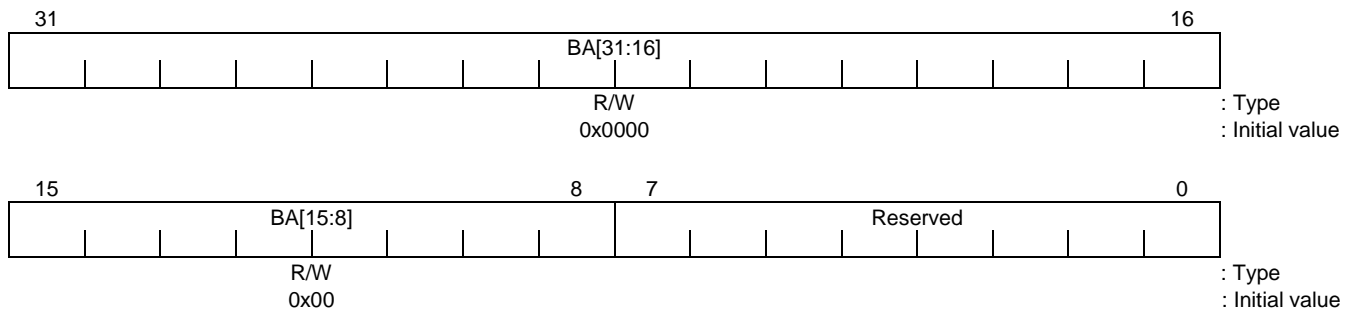 31 16
BA[31:16]
R/W : Type
0x0000 : Initial value
15 8 7 0
BA[15:8] Reserved
R/W : Type
0x00 : Initial value